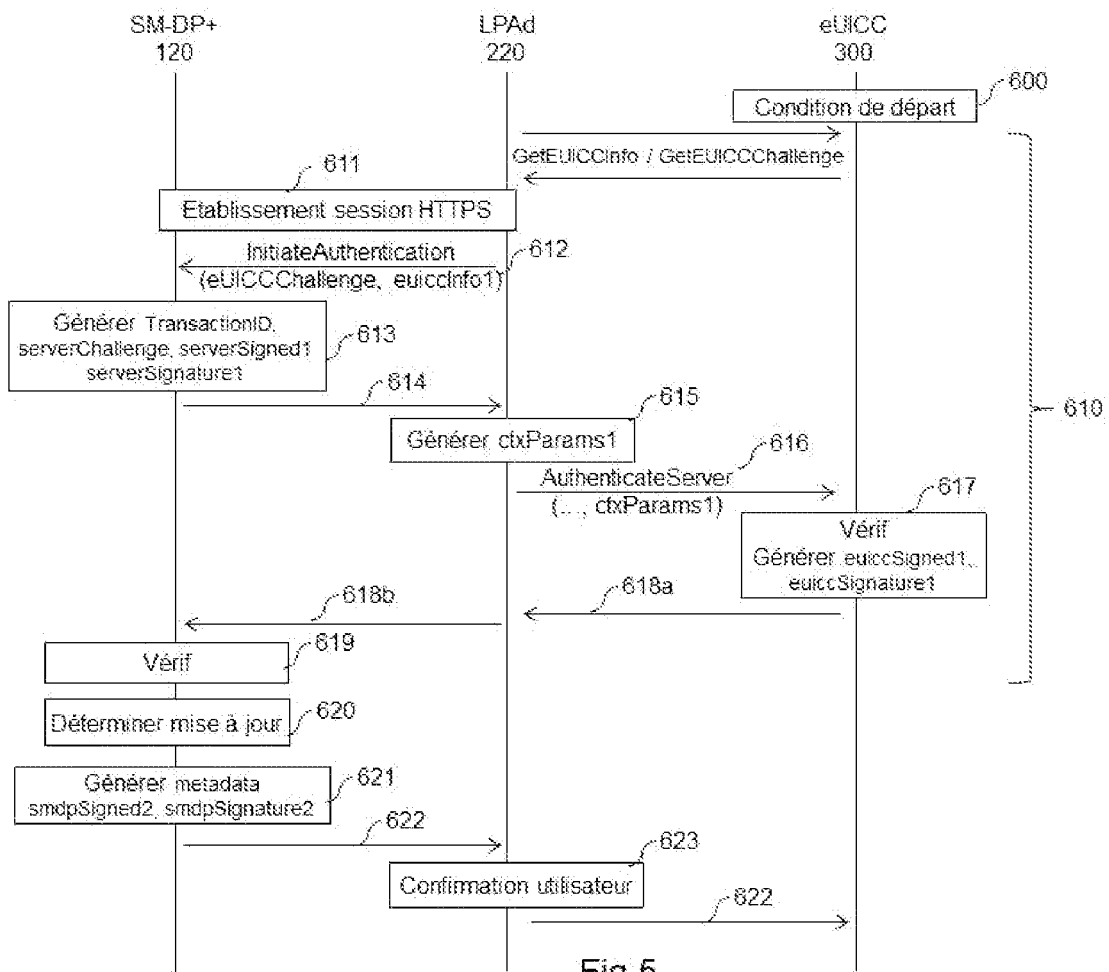 SM-DP+
120
LPAd
220
eUICC
300
600
Condition de départ
GetEUICCInfo / GetEUICCChallenge
611
Etablissement session HTTPS
InitiateAuthentication
(eUICCChallenge, euiccInfo1)
612
Générer TransactionID,
serverChallenge, serverSigned1
serverSignature1
613
614
615
610
Générer ctxParams1
616
AuthenticateServer
(..., ctxParams1)
617
Vérif
Générer euiccSigned1,
euiccSignature1
618b
618a
619
Vérif
Déterminer mise à jour
620
Générer metadata
smdpSigned2, smdpSignature2
621
622
623
Confirmation utilisateur
622